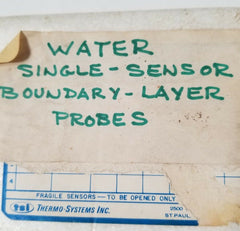 WATER
SINGLE-SENSOR
BOUNDARY-LAYER
PROBES
4
FRAGILE SENSORS — TO BE OPENED ONLY
tsi THERMO-SYSTEMS INC.
2500
ST. PAUL